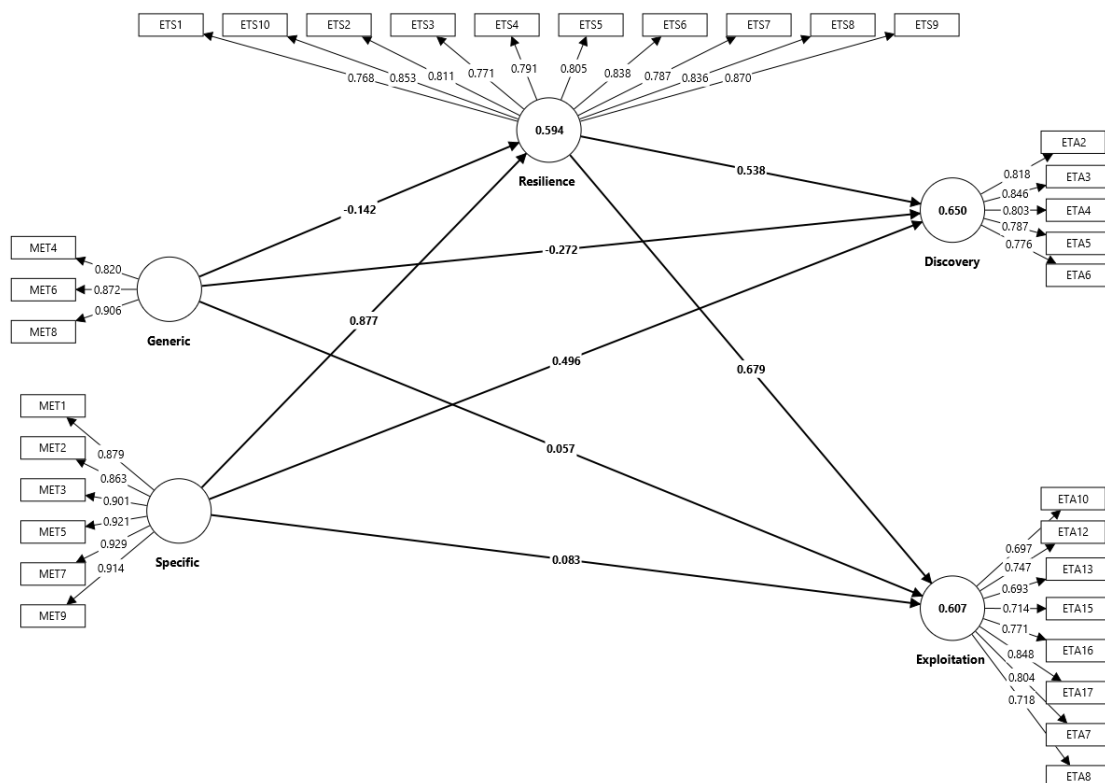 ETS1 ETS10 ETS2 ETS3 ETS4 ETS5 ETS6 ETS7 ETS8 ETS9
0.768 0.853 0.811 0.771 0.791 0.805 0.838 0.787 0.836 0.870
0.594
Resilience
ETA2
ETA3
ETA4
ETA5
ETA6
0.818
0.846
0.803
0.787
0.776
0.650
Discovery
0.538
-0.142
-0.272
MET4
MET6
MET8
0.820
0.872
0.906
Generic
0.877
0.496
0.679
0.057
MET1
MET2
MET3
MET5
MET7
MET9
0.879
0.863
0.901
0.921
0.929
0.914
Specific
0.083
ETA10
ETA12
ETA13
ETA15
ETA16
ETA17
ETA7
ETA8
0.697
0.747
0.693
0.714
0.771
0.848
0.804
0.718
0.607
Exploitation